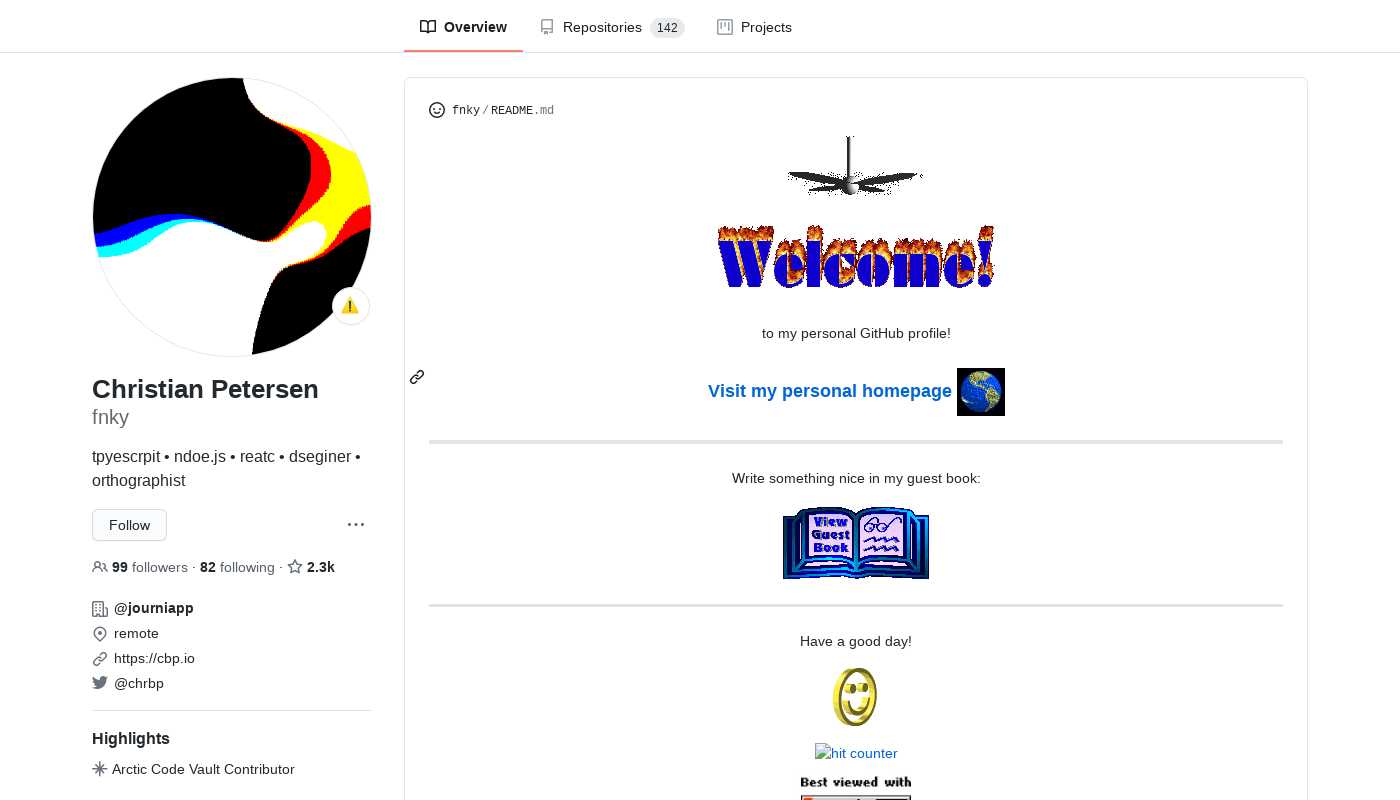 Overview
Repositories 142
Projects
fnky/README.md
Welcome!
to my personal GitHub profile!
Visit my personal homepage
Write something nice in my guest book:
View
Guest
Book
Have a good day!
hit counter
Best viewed with
Christian Petersen
fnky
tpyescrpit • ndoe.js • reatc • dseginer •
orthographist
Follow
99 followers · 82 following · 2.3k
@journiapp
remote
https://cbp.io
@chrbp
Highlights
Arctic Code Vault Contributor